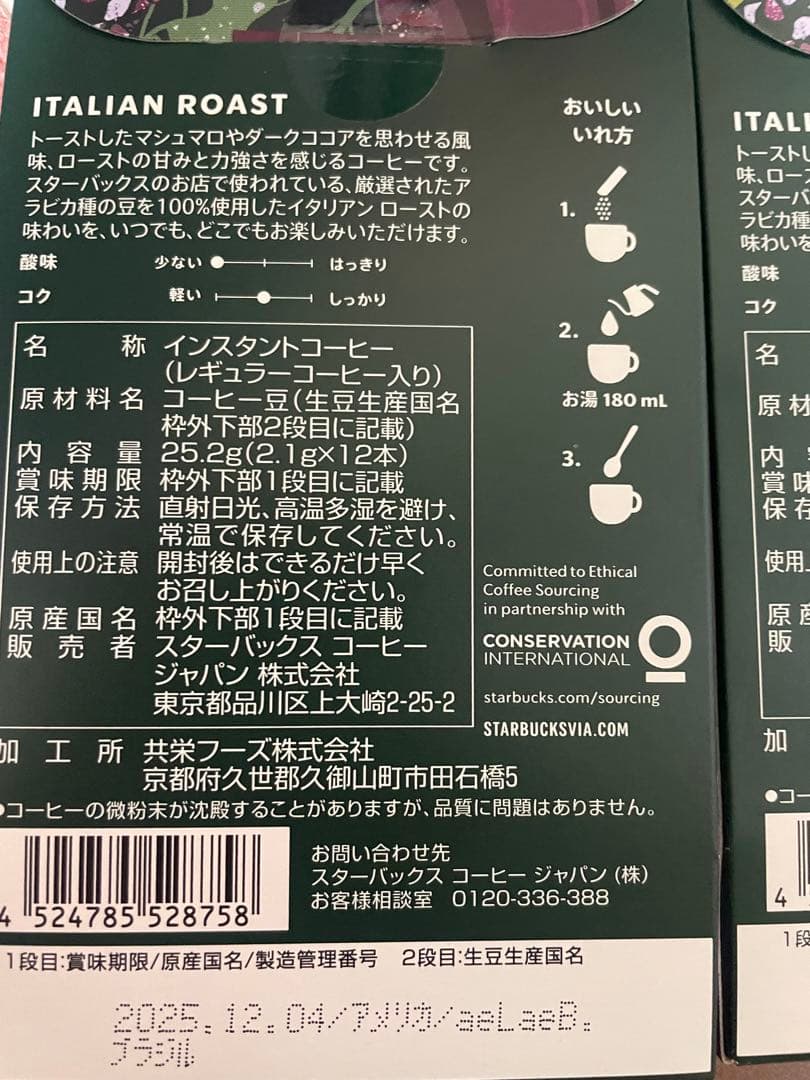 ITALIAN ROAST
トーストしたマシュマロやダークココアを思わせる風
味、ローストの甘みと力強さを感じるコーヒーです。
スターバックスのお店で使われている、厳選されたア
ラビカ種の豆を100%使用したイタリアン ローストの
味わいを、いつでも、どこでもお楽しみいただけます。
酸味 少ない はっきり
コク 軽い しっかり
おいしい
いれ方
1.
2.
お湯 180 mL
3.
名称 インスタントコーヒー
(レギュラーコーヒー入り)
原材料名 コーヒー豆(生豆生産国名
枠外下部2段目に記載)
内容量 25.2g(2.1g×12本)
賞味期限 枠外下部1段目に記載
保存方法 直射日光、高温多湿を避け、
常温で保存してください。
使用上の注意 開封後はできるだけ早く
お召し上がりください。
原産国名 枠外下部1段目に記載
販売者 スターバックス コーヒー
ジャパン 株式会社
東京都品川区上大崎2-25-2
Committed to Ethical
Coffee Sourcing
in partnership with
CONSERVATION
INTERNATIONAL
starbucks.com/sourcing
STARBUCKSVIA.COM
加工所 共栄フーズ株式会社
京都府久世郡久御山町市田石橋5
●コーヒーの微粉末が沈殿することがありますが、品質に問題はありません。
4 524785 528758
お問い合わせ先
スターバックス コーヒー ジャパン (株)
お客様相談室 0120-336-388
1段目:賞味期限/原産国名/製造管理番号 2段目:生豆生産国名
2025.12.04/アメリカ/aeLaeB.
ブラジル
ITALI
トースト
味、ロース
スターバ
ラビカ種
味わいを
酸味
コク
名
原材
内
賞味
保存
使用上
原産
販
加
●コー
4
1段